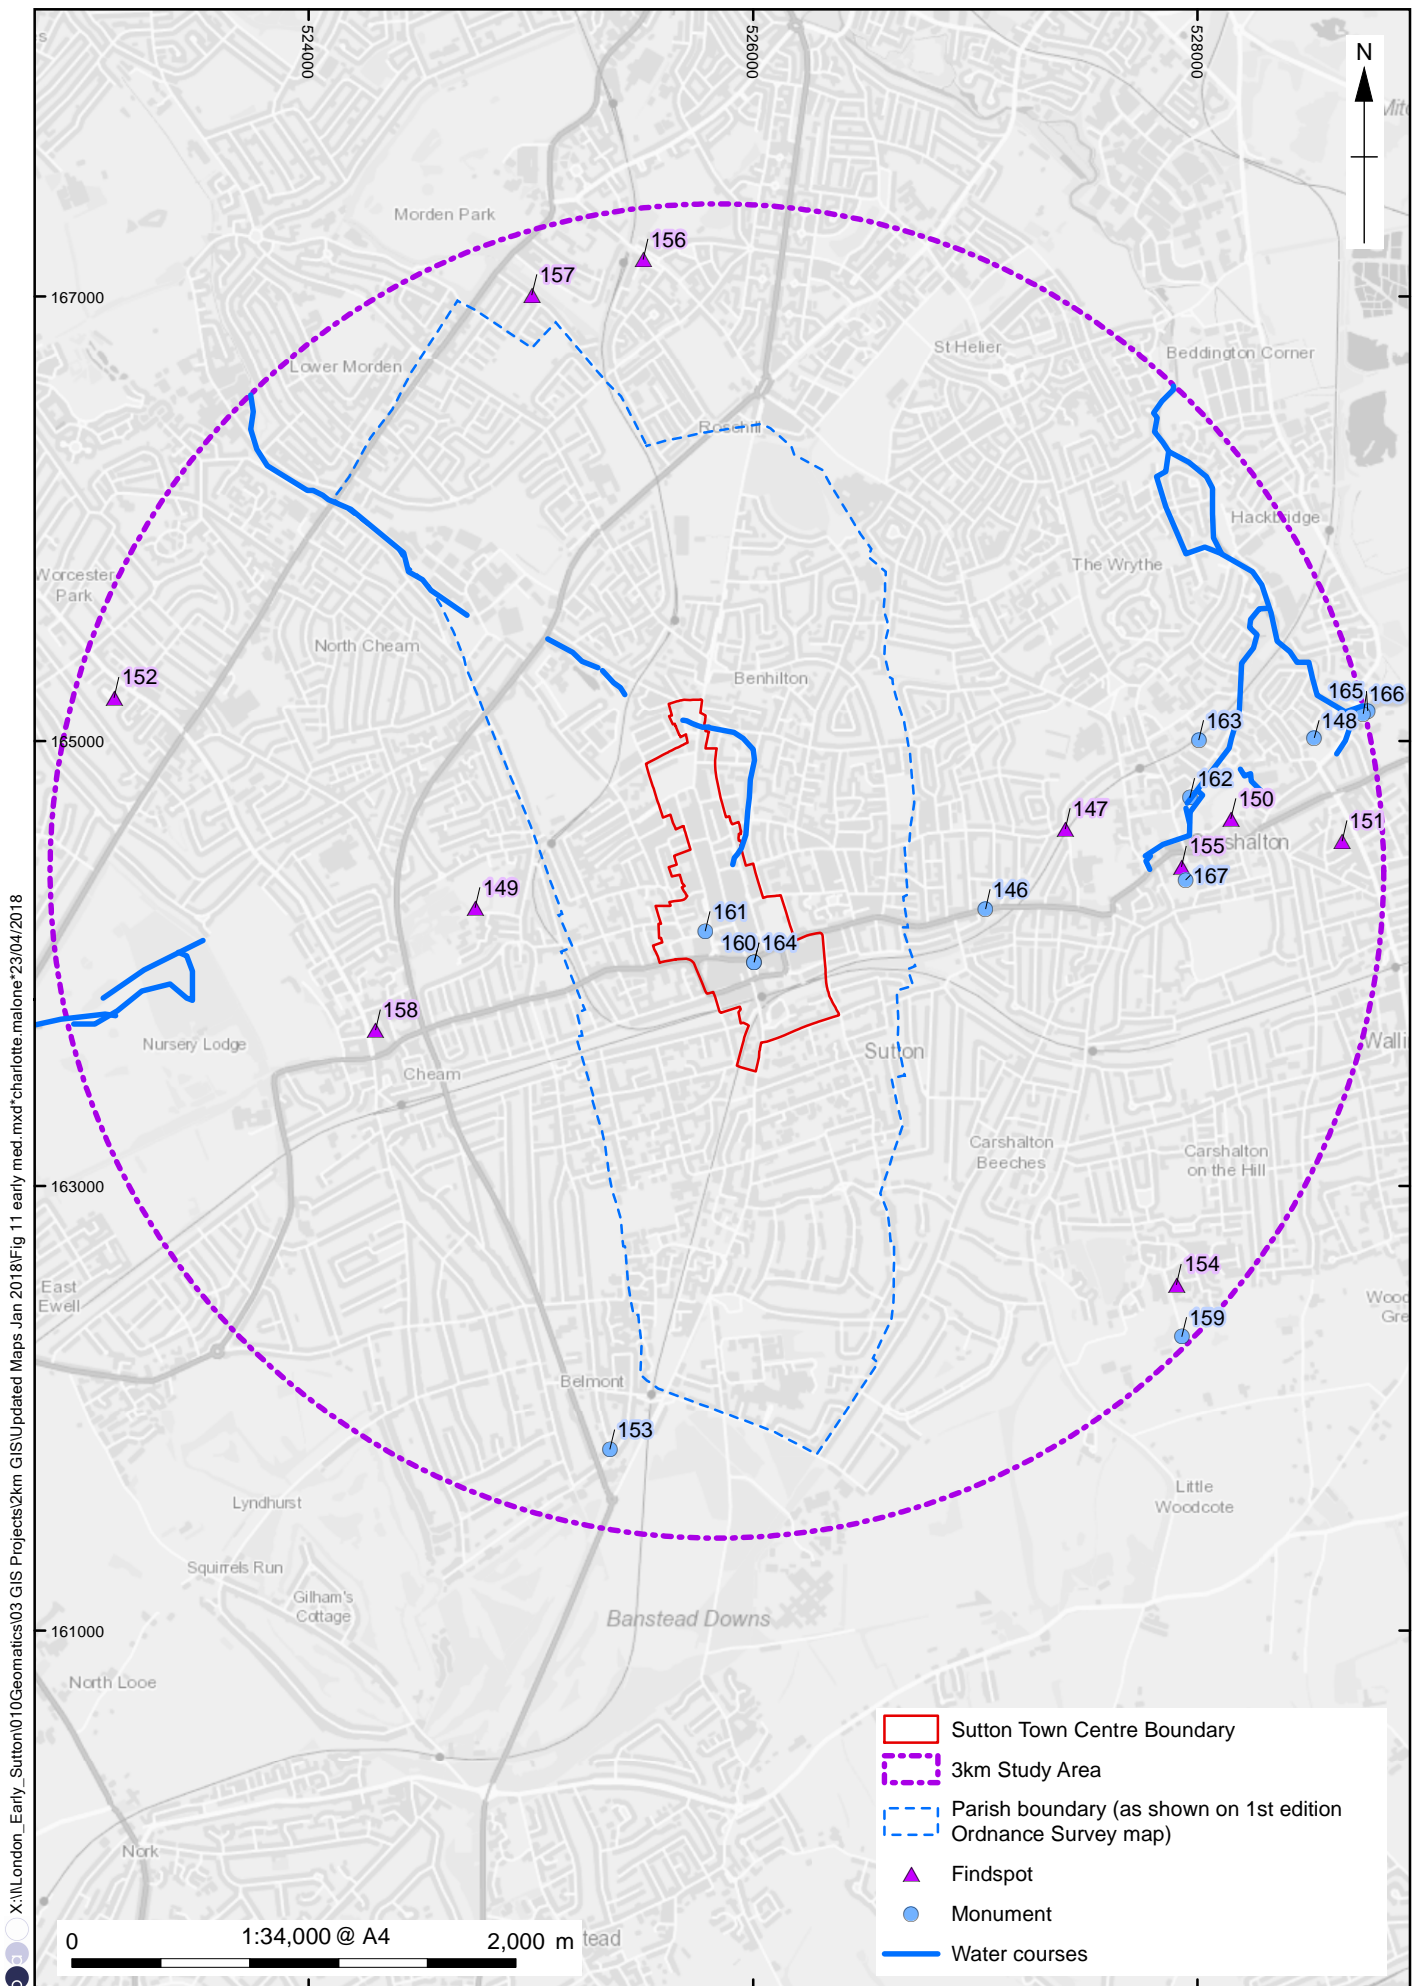 524000
526000
528000
N
Morden Park
156
157
167000
St Helier
Beddington Corner
Lower Morden
Rosehill
Hackbridge
The Wrythe
Worcester
Park
North Cheam
152
Benhilton
165
166
163
148
165000
162
150
147
151
155
167
149
146
161
160
164
158
Nursery Lodge
Sutton
Cheam
Carshalton
Beeches
Carshalton
on the Hill
163000
154
East
Ewell
159
Belmont
153
Little
Woodcote
Lyndhurst
Squirrels Run
Gilham's
Cottage
Banstead Downs
161000
North Looe
Nork
Sutton Town Centre Boundary
3km Study Area
Parish boundary (as shown on 1st edition
Ordnance Survey map)
Findspot
Monument
Water courses
0
1:34,000 @ A4
2,000 m
tead
X:\I\London_Early_Sutton\010Geomatics\03 GIS Projects\2km GIS\Updated Maps Jan 2018\Fig 11 early med.mxd*charlotte.malone*23/04/2018